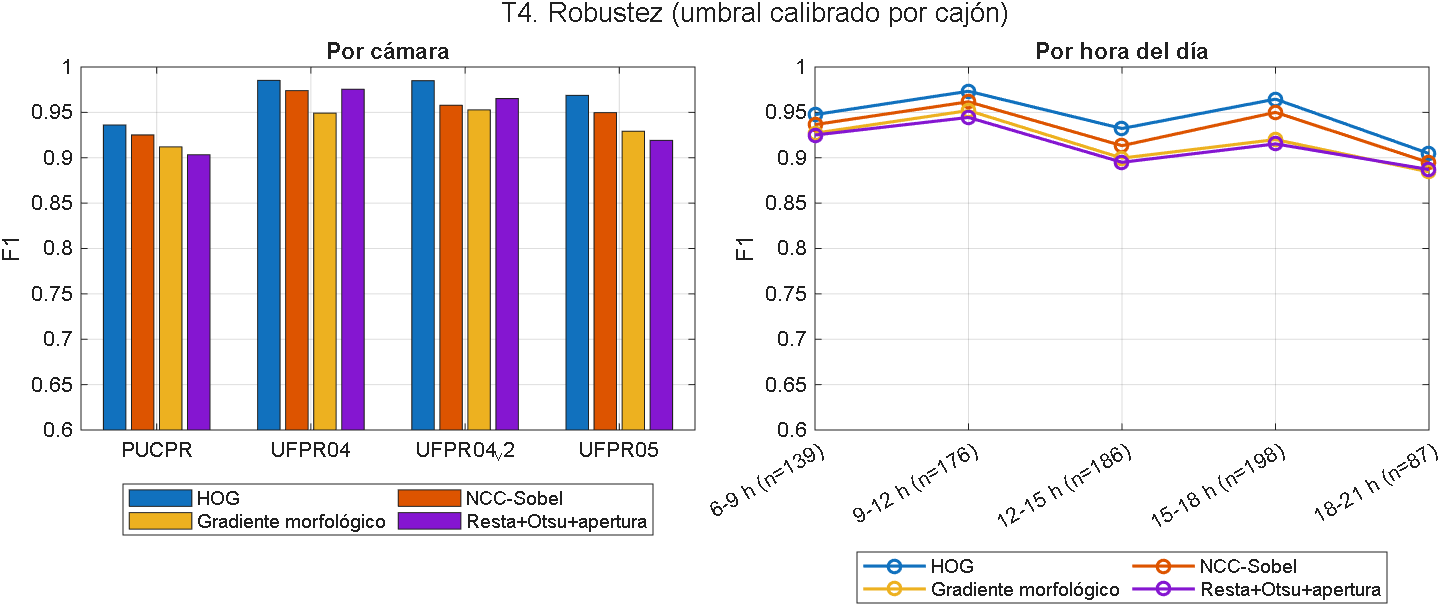 T4. Robustez (umbral calibrado por cajón)
Por cámara
F1
1
0.95
0.9
0.85
0.8
0.75
0.7
0.65
0.6
PUCPR UFPR04 UFPR04v2 UFPR05
HOG NCC-Sobel
Gradiente morfológico Resta+Otsu+apertura
Por hora del día
F1
1
0.95
0.9
0.85
0.8
0.75
0.7
0.65
0.6
6-9 h (n=139)
9-12 h (n=176)
12-15 h (n=186)
15-18 h (n=198)
18-21 h (n=87)
HOG NCC-Sobel
Gradiente morfológico Resta+Otsu+apertura